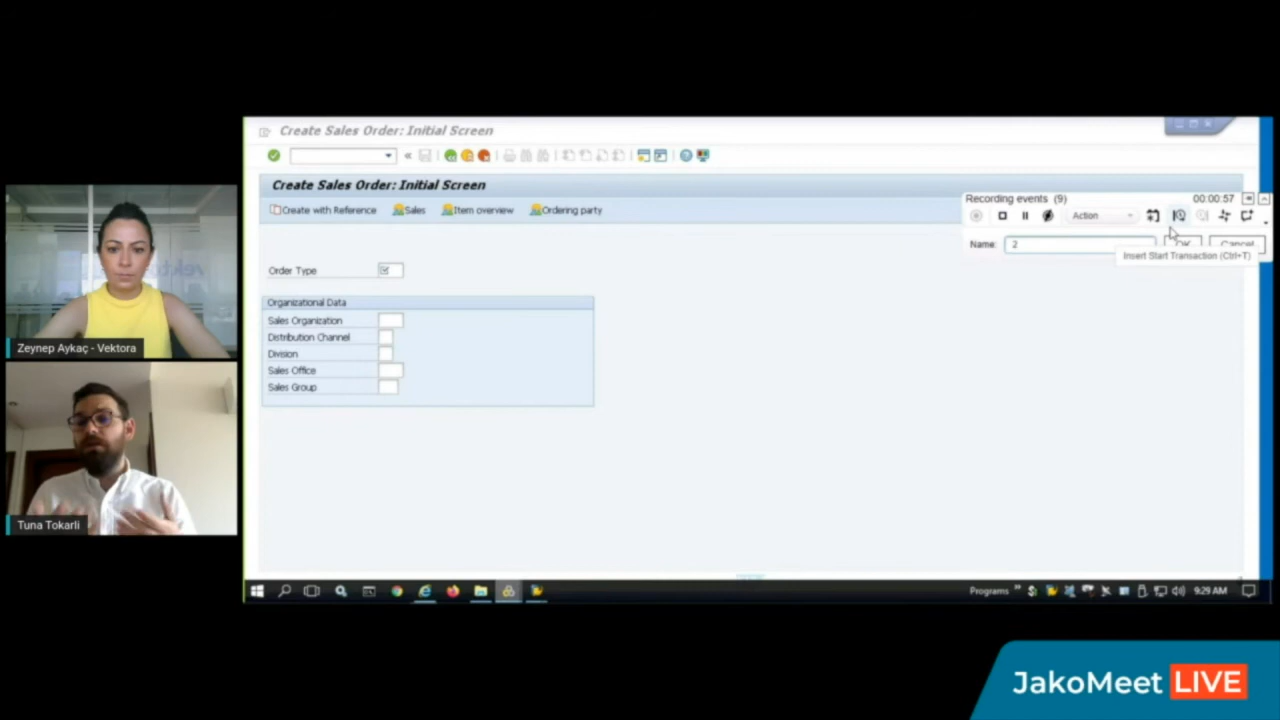 Create Sales Order: Initial Screen
Create Sales Order: Initial Screen
Create with Reference Sales Item overview Ordering party
Recording events (9) 00:00:57
Action
Name: 2 OK Cancel
Insert Start Transaction (Ctrl+T)
Order Type
Organizational Data
Sales Organization
Distribution Channel
Division
Sales Office
Sales Group
Zeynep Aykaç - Vektora
Tuna Tokarli
Programs 9:29 AM
JakoMeet LIVE